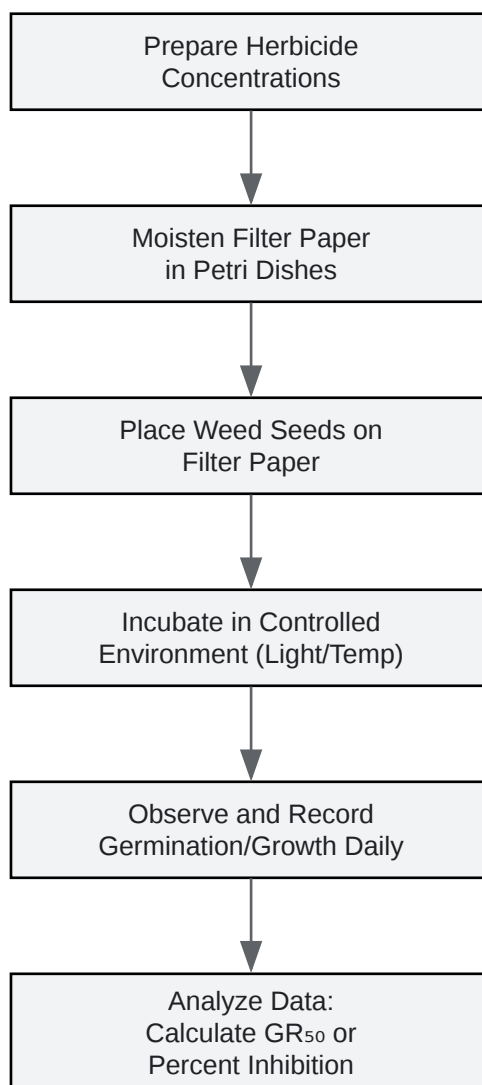 Prepare Herbicide
Concentrations
Moisten Filter Paper
in Petri Dishes
Place Weed Seeds on
Filter Paper
Incubate in Controlled
Environment (Light/Temp)
Observe and Record
Germination/Growth Daily
Analyze Data:
Calculate GR₅₀ or
Percent Inhibition